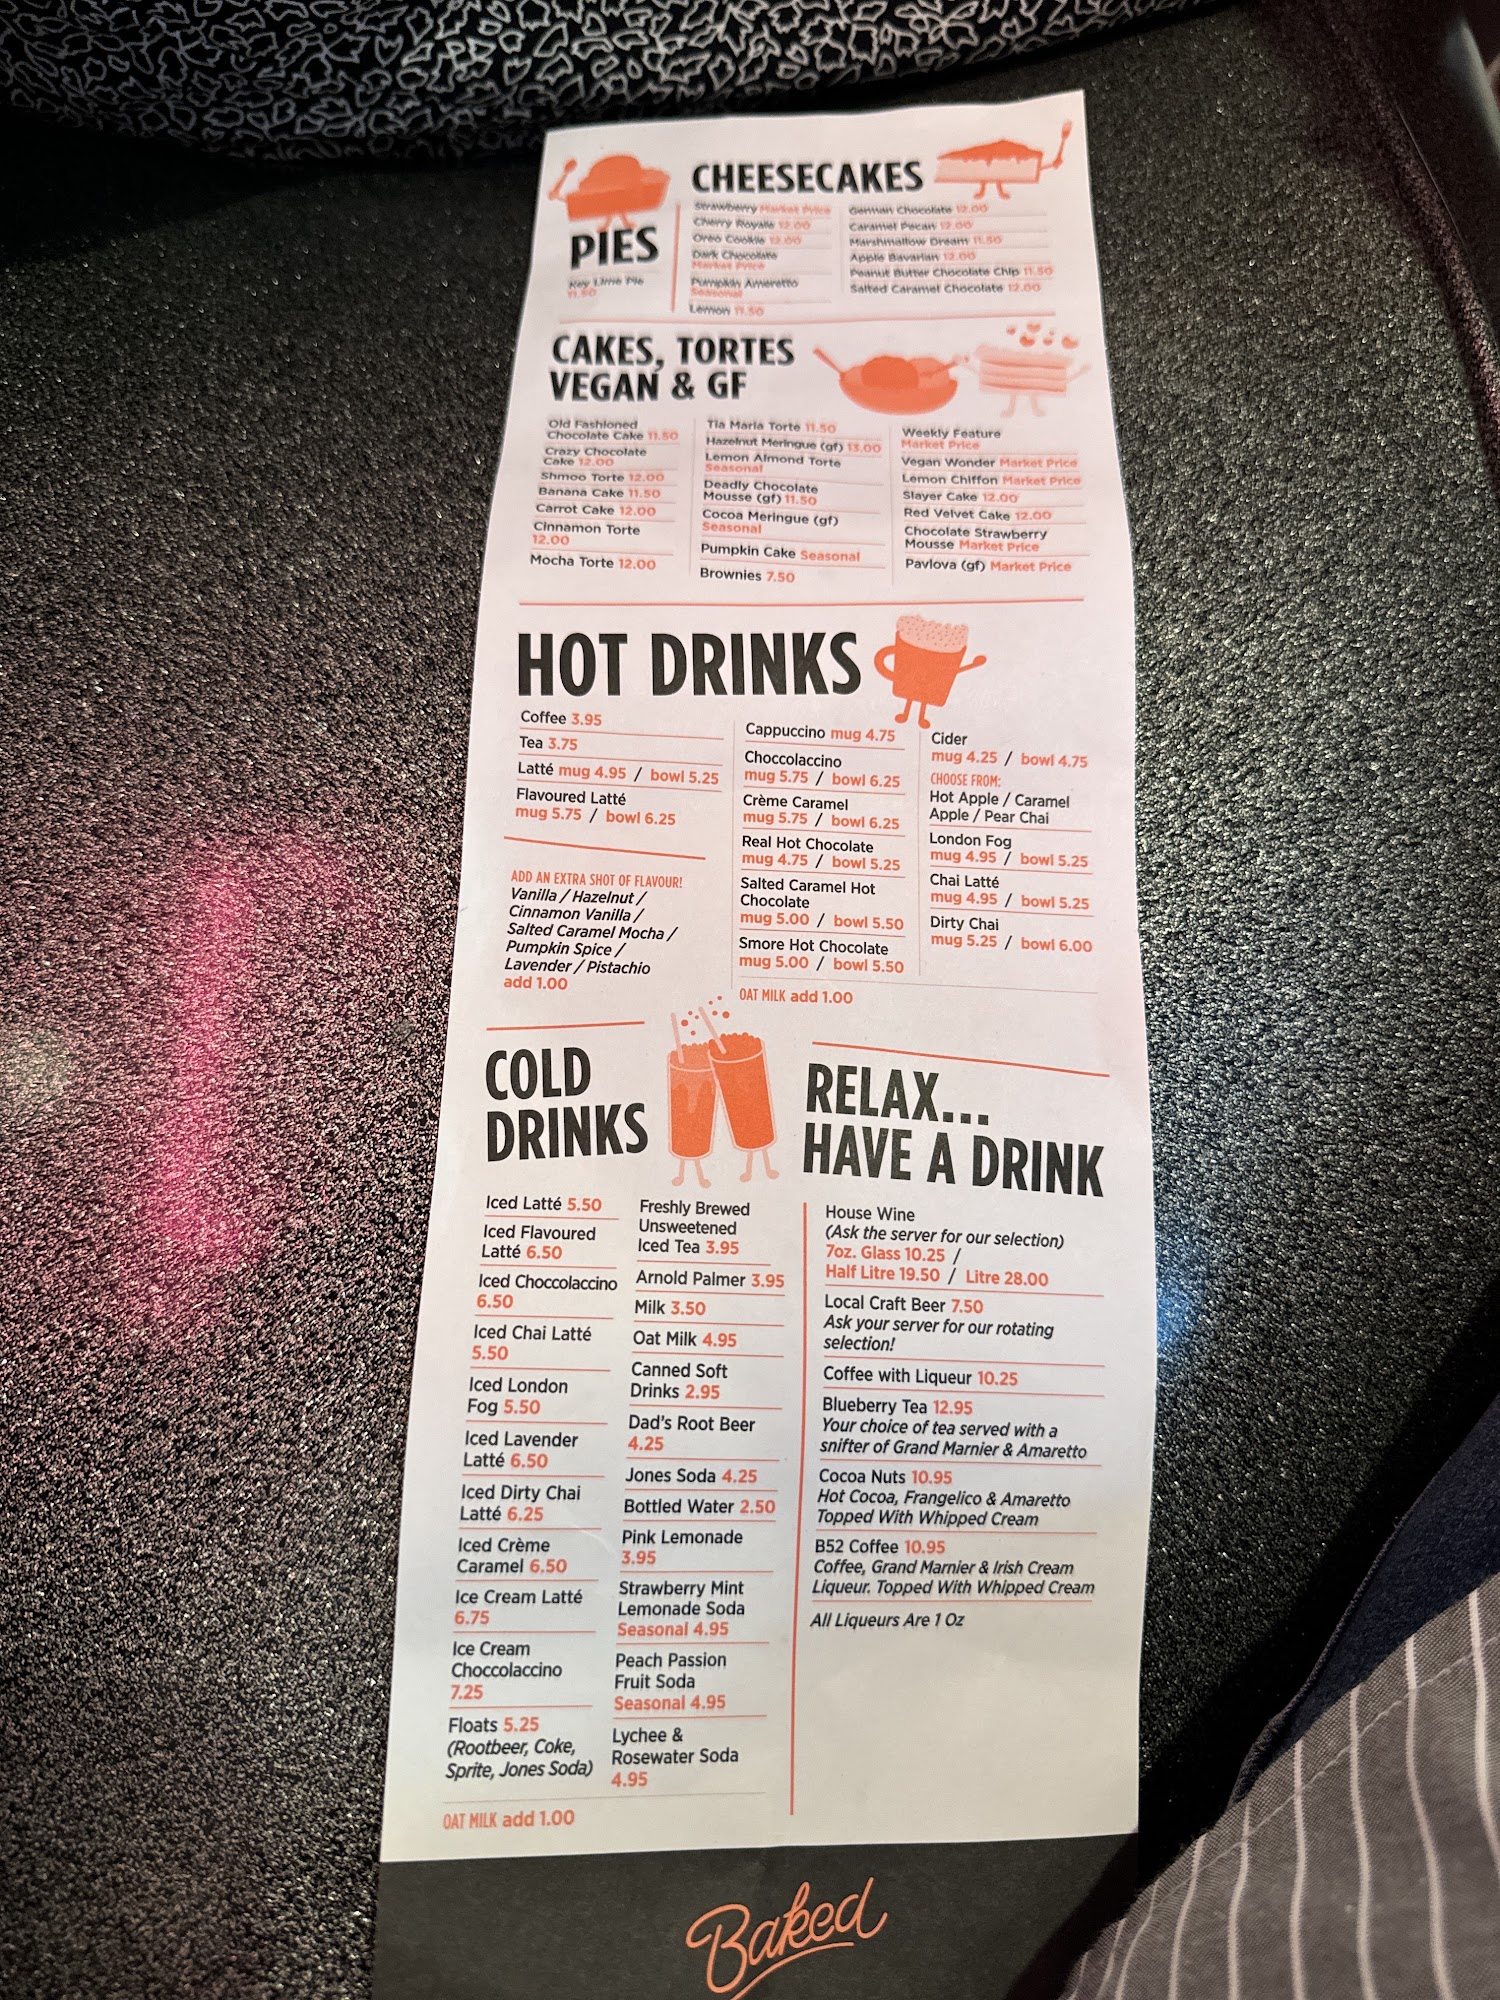 PIES
Key Lime Pie
11.50
CHEESECAKES
Strawberry Market Price
Cherry Royale 12.00
Oreo Cookie 12.00
Dark Chocolate
Market Price
Pumpkin Ameretto
Seasonal
Lemon 11.50
German Chocolate 12.00
Caramel Pecan 12.00
Marshmallow Dream 11.50
Apple Bavarian 12.00
Peanut Butter Chocolate Chip 11.50
Salted Caramel Chocolate 12.00
CAKES, TORTES
VEGAN & GF
Old Fashioned
Chocolate Cake 11.50
Crazy Chocolate
Cake 12.00
Shmoo Torte 12.00
Banana Cake 11.50
Carrot Cake 12.00
Cinnamon Torte
12.00
Mocha Torte 12.00
Tia Maria Torte 11.50
Hazelnut Meringue (gf) 13.00
Lemon Almond Torte
Seasonal
Deadly Chocolate
Mousse (gf) 11.50
Cocoa Meringue (gf)
Seasonal
Pumpkin Cake Seasonal
Brownies 7.50
Weekly Feature
Market Price
Vegan Wonder Market Price
Lemon Chiffon Market Price
Slayer Cake 12.00
Red Velvet Cake 12.00
Chocolate Strawberry
Mousse Market Price
Pavlova (gf) Market Price
HOT DRINKS
Coffee 3.95
Tea 3.75
Latté mug 4.95 / bowl 5.25
Flavoured Latté
mug 5.75 / bowl 6.25
ADD AN EXTRA SHOT OF FLAVOUR!
Vanilla / Hazelnut /
Cinnamon Vanilla /
Salted Caramel Mocha /
Pumpkin Spice /
Lavender / Pistachio
add 1.00
Cappuccino mug 4.75
Choccolaccino
mug 5.75 / bowl 6.25
Crème Caramel
mug 5.75 / bowl 6.25
Real Hot Chocolate
mug 4.75 / bowl 5.25
Salted Caramel Hot
Chocolate
mug 5.00 / bowl 5.50
Smore Hot Chocolate
mug 5.00 / bowl 5.50
OAT MILK add 1.00
Cider
mug 4.25 / bowl 4.75
CHOOSE FROM:
Hot Apple / Caramel
Apple / Pear Chai
London Fog
mug 4.95 / bowl 5.25
Chai Latté
mug 4.95 / bowl 5.25
Dirty Chai
mug 5.25 / bowl 6.00
COLD
DRINKS
Iced Latté 5.50
Iced Flavoured
Latté 6.50
Iced Choccolaccino
6.50
Iced Chai Latté
5.50
Iced London
Fog 5.50
Iced Lavender
Latté 6.50
Iced Dirty Chai
Latté 6.25
Iced Crème
Caramel 6.50
Ice Cream Latté
6.75
Ice Cream
Choccolaccino
7.25
Floats 5.25
(Rootbeer, Coke,
Sprite, Jones Soda)
OAT MILK add 1.00
Freshly Brewed
Unsweetened
Iced Tea 3.95
Arnold Palmer 3.95
Milk 3.50
Oat Milk 4.95
Canned Soft
Drinks 2.95
Dad's Root Beer
4.25
Jones Soda 4.25
Bottled Water 2.50
Pink Lemonade
3.95
Strawberry Mint
Lemonade Soda
Seasonal 4.95
Peach Passion
Fruit Soda
Seasonal 4.95
Lychee &
Rosewater Soda
4.95
RELAX...
HAVE A DRINK
House Wine
(Ask the server for our selection)
7oz. Glass 10.25 /
Half Litre 19.50 / Litre 28.00
Local Craft Beer 7.50
Ask your server for our rotating
selection!
Coffee with Liqueur 10.25
Blueberry Tea 12.95
Your choice of tea served with a
snifter of Grand Marnier & Amaretto
Cocoa Nuts 10.95
Hot Cocoa, Frangelico & Amaretto
Topped With Whipped Cream
B52 Coffee 10.95
Coffee, Grand Marnier & Irish Cream
Liqueur. Topped With Whipped Cream
All Liqueurs Are 1 Oz
Baked